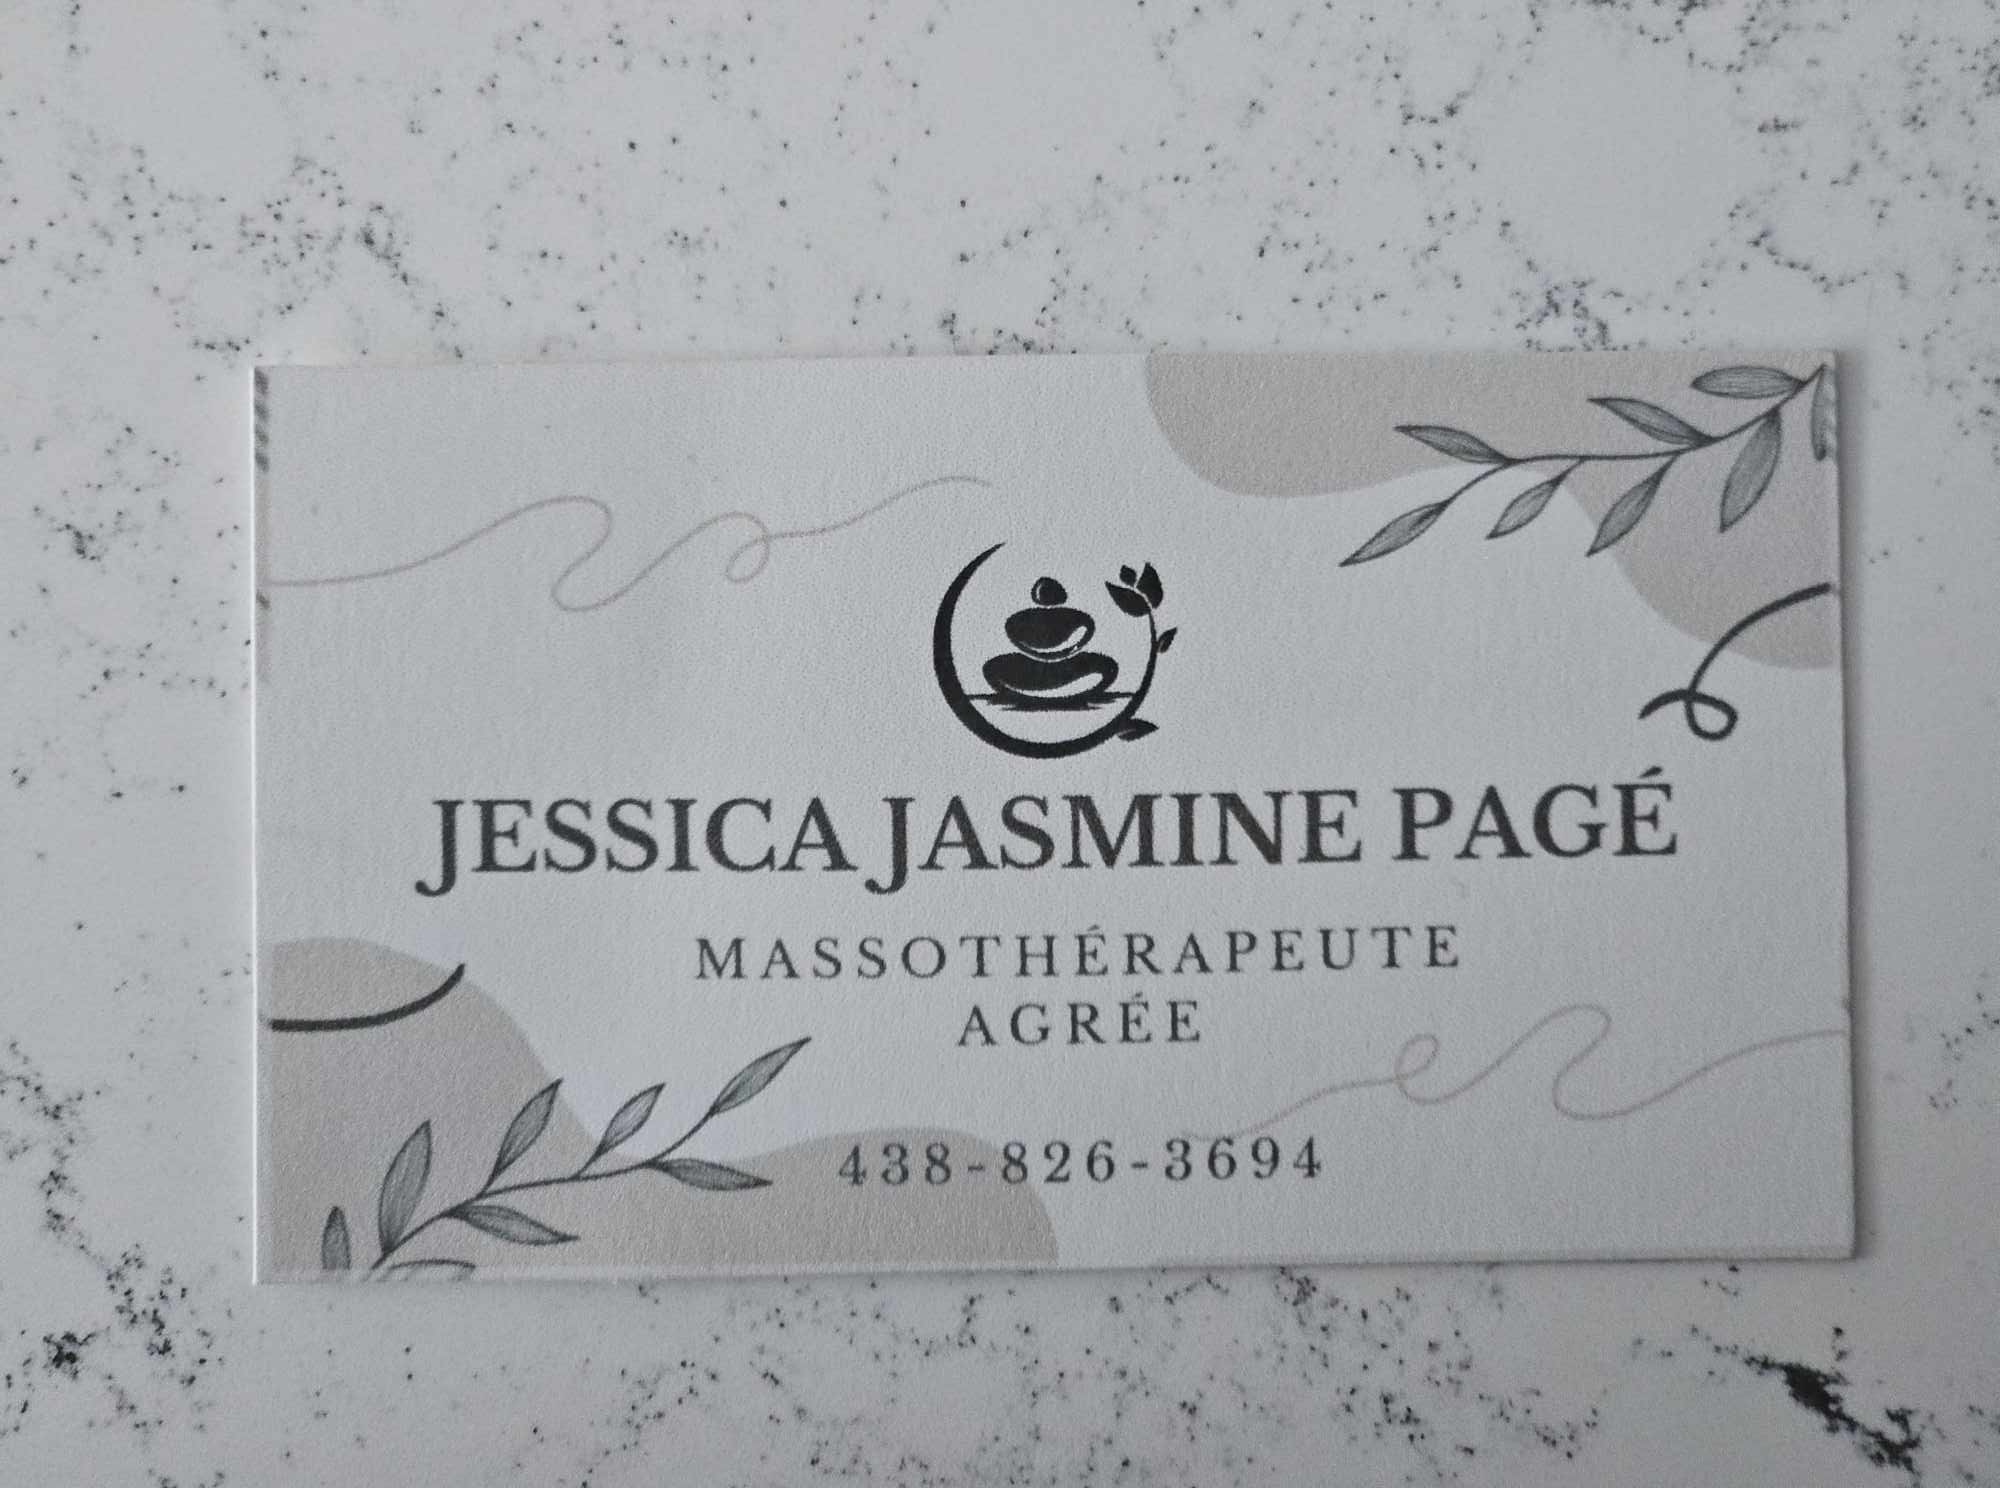 JESSICA JASMINE PAGÉ
MASSOTHÉRAPEUTE
AGRÉE
438-826-3694